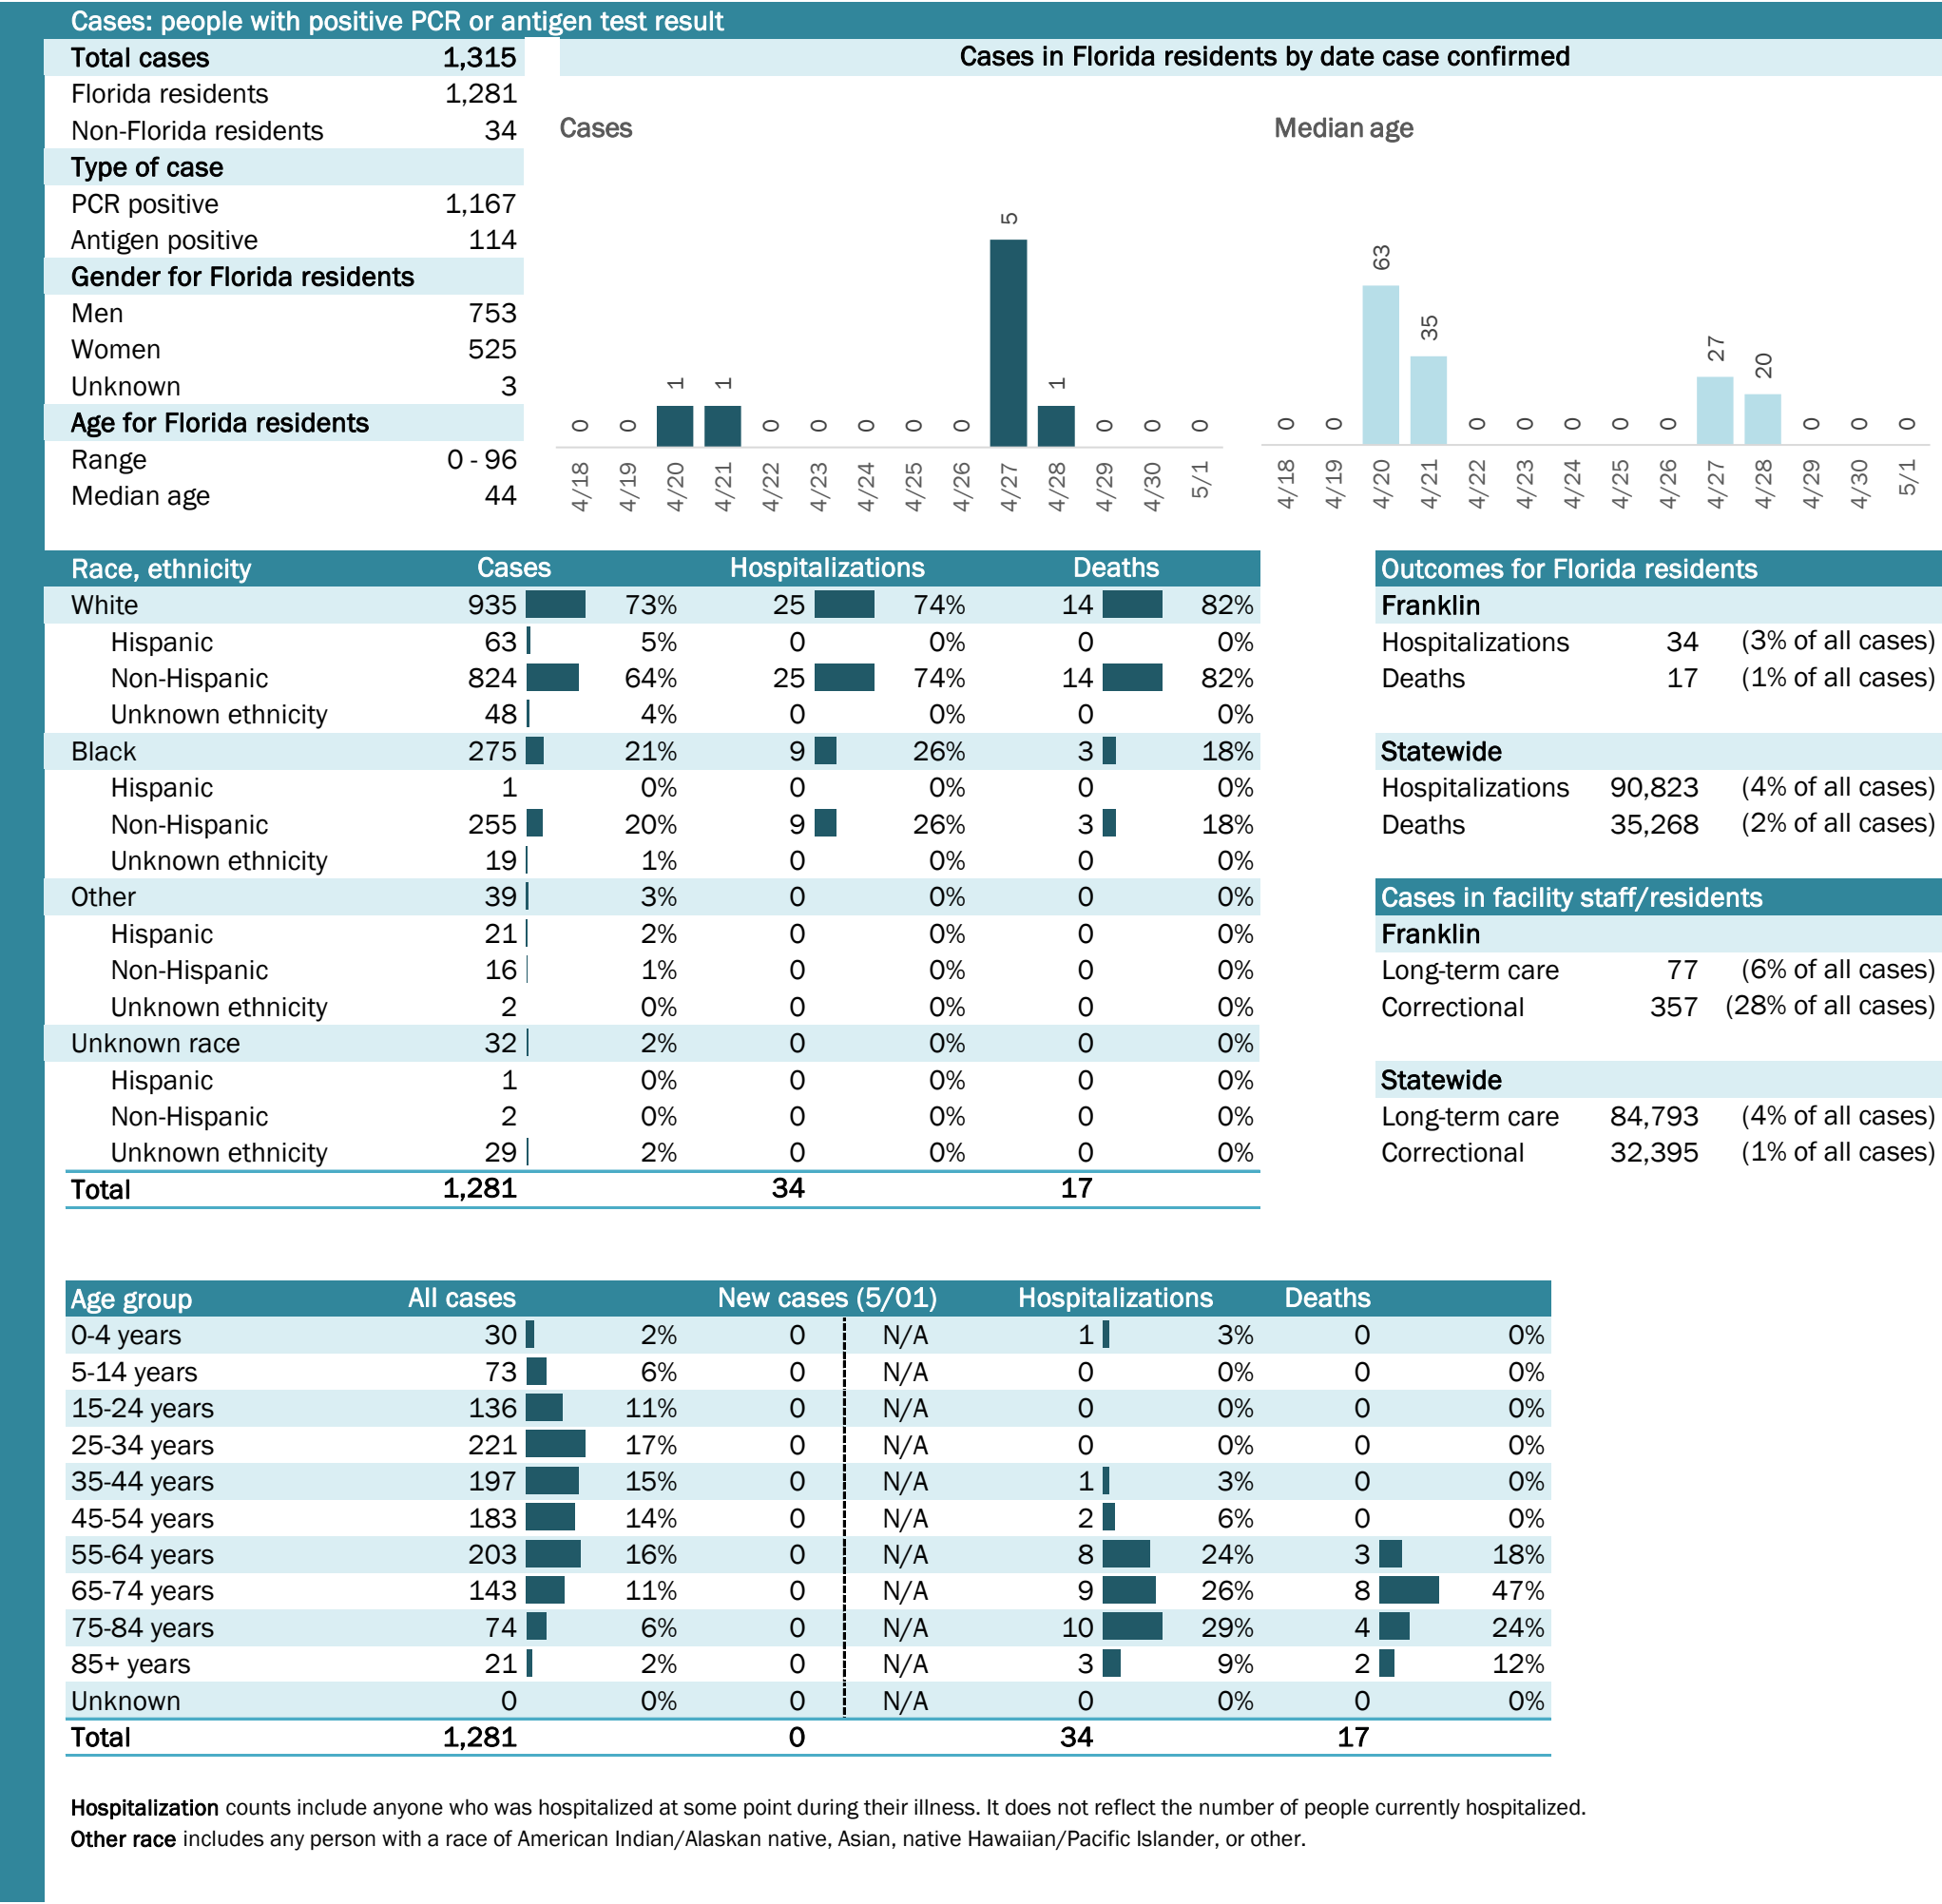 Cases: people with positive PCR or antigen test result
Total cases 1,315
Florida residents 1,281
Non-Florida residents 34
Type of case
PCR positive 1,167
Antigen positive 114
Gender for Florida residents
Men 753
Women 525
Unknown 3
Age for Florida residents
Range 0 - 96
Median age 44
Cases in Florida residents by date case confirmed
Cases
0 0 1 1 0 0 0 0 0 5 1 0 0 0
4/18 4/19 4/20 4/21 4/22 4/23 4/24 4/25 4/26 4/27 4/28 4/29 4/30 5/1
Median age
0 0 63 35 0 0 0 0 0 27 20 0 0 0
4/18 4/19 4/20 4/21 4/22 4/23 4/24 4/25 4/26 4/27 4/28 4/29 4/30 5/1
Race, ethnicity Cases Hospitalizations Deaths
White 935 73% 25 74% 14 82%
Hispanic 63 5% 0 0% 0 0%
Non-Hispanic 824 64% 25 74% 14 82%
Unknown ethnicity 48 4% 0 0% 0 0%
Black 275 21% 9 26% 3 18%
Hispanic 1 0% 0 0% 0 0%
Non-Hispanic 255 20% 9 26% 3 18%
Unknown ethnicity 19 1% 0 0% 0 0%
Other 39 3% 0 0% 0 0%
Hispanic 21 2% 0 0% 0 0%
Non-Hispanic 16 1% 0 0% 0 0%
Unknown ethnicity 2 0% 0 0% 0 0%
Unknown race 32 2% 0 0% 0 0%
Hispanic 1 0% 0 0% 0 0%
Non-Hispanic 2 0% 0 0% 0 0%
Unknown ethnicity 29 2% 0 0% 0 0%
Total 1,281 34 17
Outcomes for Florida residents
Franklin
Hospitalizations 34 (3% of all cases)
Deaths 17 (1% of all cases)
Statewide
Hospitalizations 90,823 (4% of all cases)
Deaths 35,268 (2% of all cases)
Cases in facility staff/residents
Franklin
Long-term care 77 (6% of all cases)
Correctional 357 (28% of all cases)
Statewide
Long-term care 84,793 (4% of all cases)
Correctional 32,395 (1% of all cases)
Age group All cases New cases (5/01) Hospitalizations Deaths
0-4 years 30 2% 0 N/A 1 3% 0 0%
5-14 years 73 6% 0 N/A 0 0% 0 0%
15-24 years 136 11% 0 N/A 0 0% 0 0%
25-34 years 221 17% 0 N/A 0 0% 0 0%
35-44 years 197 15% 0 N/A 1 3% 0 0%
45-54 years 183 14% 0 N/A 2 6% 0 0%
55-64 years 203 16% 0 N/A 8 24% 3 18%
65-74 years 143 11% 0 N/A 9 26% 8 47%
75-84 years 74 6% 0 N/A 10 29% 4 24%
85+ years 21 2% 0 N/A 3 9% 2 12%
Unknown 0 0% 0 N/A 0 0% 0 0%
Total 1,281 0 34 17
Hospitalization counts include anyone who was hospitalized at some point during their illness. It does not reflect the number of people currently hospitalized.
Other race includes any person with a race of American Indian/Alaskan native, Asian, native Hawaiian/Pacific Islander, or other.